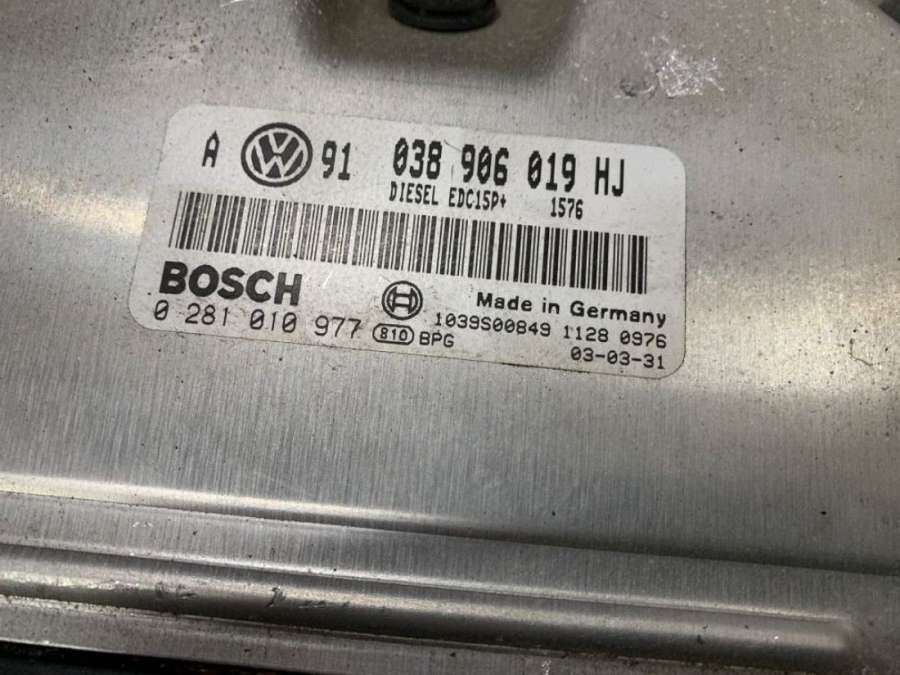 A VW 91 038 906 019 HJ
DIESEL EDC15P+ 1576
BOSCH
Made in Germany
0 281 010 977 810 BPG 1039S00849 1128 0976
03-03-31